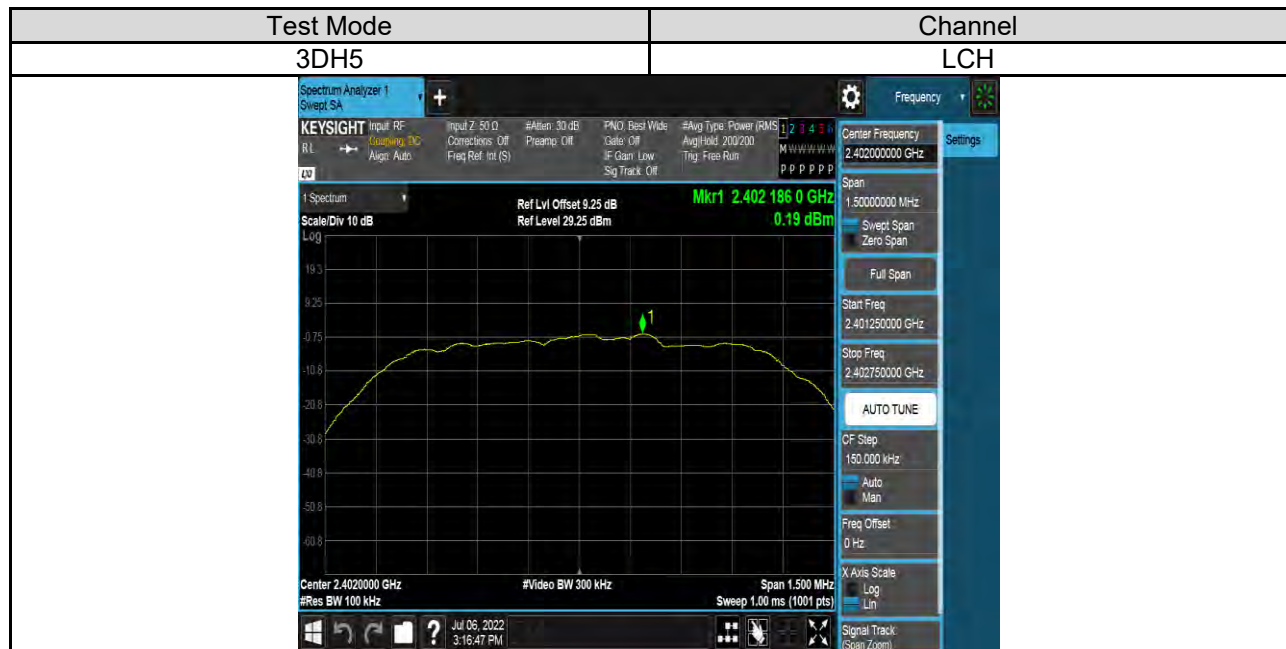 Test Mode Channel
3DH5 LCH
Spectrum Analyzer 1
Swept SA
+
Frequency
KEYSIGHT Input: RF Input Z: 50 Ω #Atten: 30 dB PNO: Best Wide #Avg Type: Power (RMS 1 2 3 4 5 6
RL Coupling: DC Corrections: Off Preamp: Off Gate: Off Avg|Hold: 200/200 M W W W W W
Align: Auto Freq Ref: Int (S) IF Gain: Low Trig: Free Run
Sig Track: Off P P P P P P
1 Spectrum
Ref Lvl Offset 9.25 dB Mkr1 2.402 186 0 GHz
Scale/Div 10 dB Ref Level 29.25 dBm 0.19 dBm
Log
19.3
9.25
1
-0.75
-10.8
-20.8
-30.8
-40.8
-50.8
-60.8
Center 2.4020000 GHz #Video BW 300 kHz Span 1.500 MHz
#Res BW 100 kHz Sweep 1.00 ms (1001 pts)
? Jul 06, 2022
3:16:47 PM
Center Frequency
2.402000000 GHz
Settings
Span
1.50000000 MHz
Swept Span
Zero Span
Full Span
Start Freq
2.401250000 GHz
Stop Freq
2.402750000 GHz
AUTO TUNE
CF Step
150.000 kHz
Auto
Man
Freq Offset
0 Hz
X Axis Scale
Log
Lin
Signal Track
(Span Zoom)